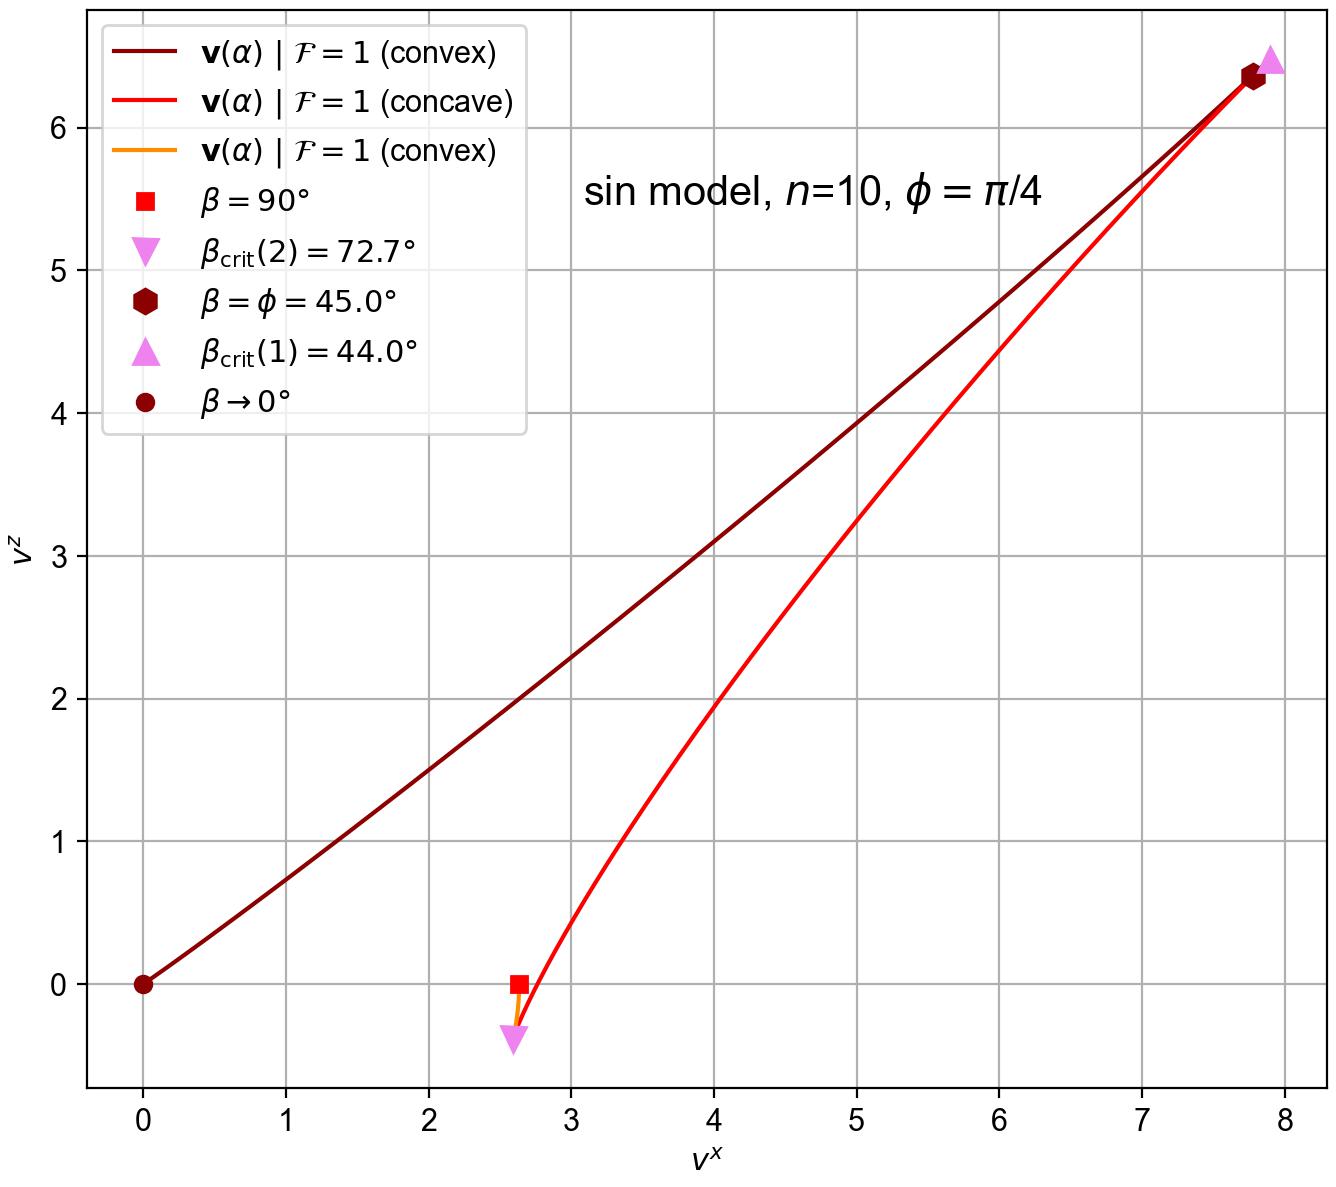 𝐯(α) | ℱ = 1 (convex)
𝐯(α) | ℱ = 1 (concave)
𝐯(α) | ℱ = 1 (convex)
β = 90°
β_crit(2) = 72.7°
β = ϕ = 45.0°
β_crit(1) = 44.0°
β → 0°
sin model, n=10, ϕ = π/4
6
5
4
3
2
1
0
v^z
0 1 2 3 4 5 6 7 8
v^x